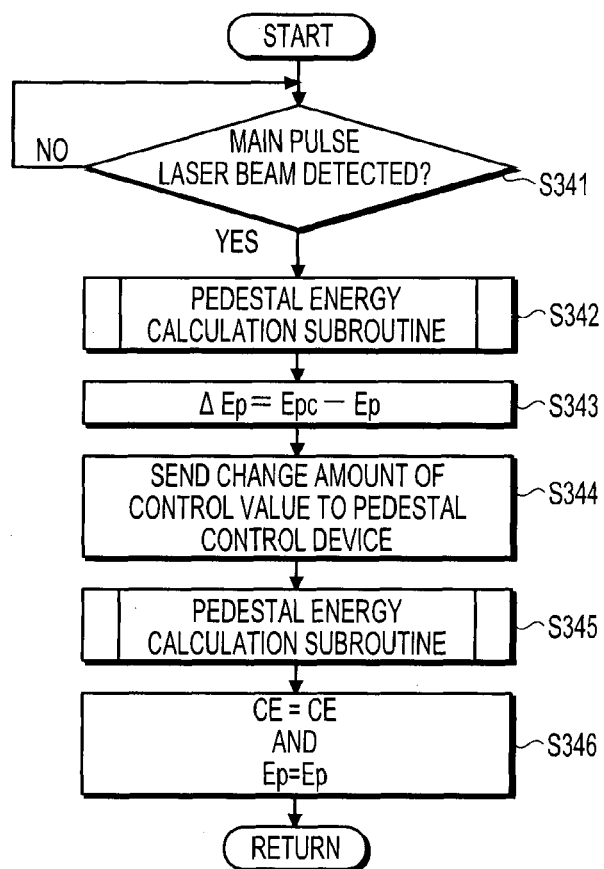 START
NO
MAIN PULSE
LASER BEAM DETECTED?
S341
YES
PEDESTAL ENERGY
CALCULATION SUBROUTINE
S342
Δ Ep = Epc − Ep
S343
SEND CHANGE AMOUNT OF
CONTROL VALUE TO PEDESTAL
CONTROL DEVICE
S344
PEDESTAL ENERGY
CALCULATION SUBROUTINE
S345
CE = CE
AND
Ep=Ep
S346
RETURN